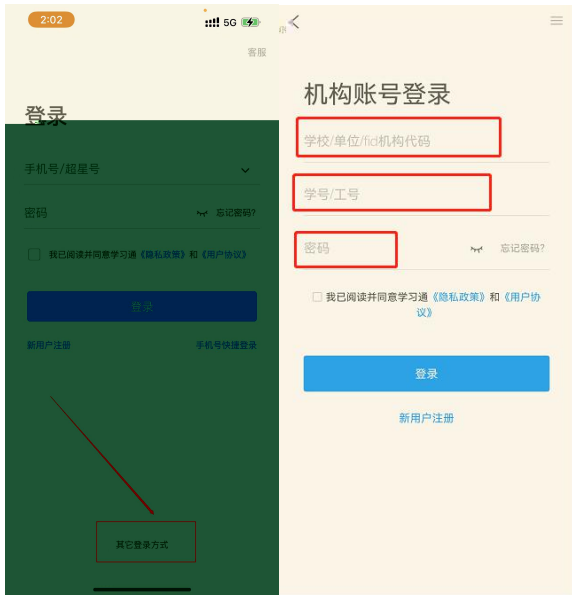 2:02
5G
客服
登录
手机号/超星号
密码
忘记密码?
我已阅读并同意学习通《隐私政策》和《用户协议》
登录
新用户注册
手机号快捷登录
其它登录方式
机构账号登录
学校/单位/fid机构代码
学号/工号
密码
忘记密码?
我已阅读并同意学习通《隐私政策》和《用户协
议》
登录
新用户注册